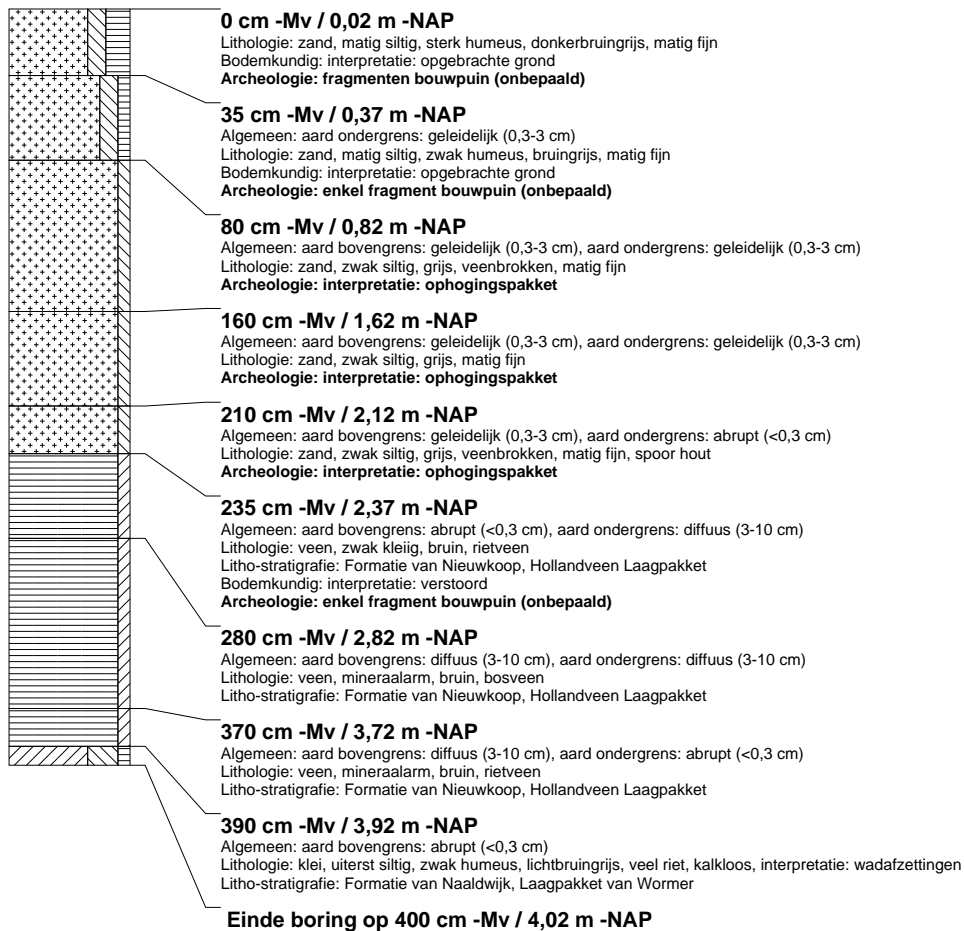 0 cm -Mv / 0,02 m -NAP
Lithologie: zand, matig siltig, sterk humeus, donkerbruingrijs, matig fijn
Bodemkundig: interpretatie: opgebrachte grond
Archeologie: fragmenten bouwpuin (onbepaald)
35 cm -Mv / 0,37 m -NAP
Algemeen: aard ondergrens: geleidelijk (0,3-3 cm)
Lithologie: zand, matig siltig, zwak humeus, bruingrijs, matig fijn
Bodemkundig: interpretatie: opgebrachte grond
Archeologie: enkel fragment bouwpuin (onbepaald)
80 cm -Mv / 0,82 m -NAP
Algemeen: aard bovengrens: geleidelijk (0,3-3 cm), aard ondergrens: geleidelijk (0,3-3 cm)
Lithologie: zand, zwak siltig, grijs, veenbrokken, matig fijn
Archeologie: interpretatie: ophogingspakket
160 cm -Mv / 1,62 m -NAP
Algemeen: aard bovengrens: geleidelijk (0,3-3 cm), aard ondergrens: geleidelijk (0,3-3 cm)
Lithologie: zand, zwak siltig, grijs, matig fijn
Archeologie: interpretatie: ophogingspakket
210 cm -Mv / 2,12 m -NAP
Algemeen: aard bovengrens: geleidelijk (0,3-3 cm), aard ondergrens: abrupt (<0,3 cm)
Lithologie: zand, zwak siltig, grijs, veenbrokken, matig fijn, spoor hout
Archeologie: interpretatie: ophogingspakket
235 cm -Mv / 2,37 m -NAP
Algemeen: aard bovengrens: abrupt (<0,3 cm), aard ondergrens: diffuus (3-10 cm)
Lithologie: veen, zwak kleiig, bruin, rietveen
Litho-stratigrafie: Formatie van Nieuwkoop, Hollandveen Laagpakket
Bodemkundig: interpretatie: verstoord
Archeologie: enkel fragment bouwpuin (onbepaald)
280 cm -Mv / 2,82 m -NAP
Algemeen: aard bovengrens: diffuus (3-10 cm), aard ondergrens: diffuus (3-10 cm)
Lithologie: veen, mineraalarm, bruin, bosveen
Litho-stratigrafie: Formatie van Nieuwkoop, Hollandveen Laagpakket
370 cm -Mv / 3,72 m -NAP
Algemeen: aard bovengrens: diffuus (3-10 cm), aard ondergrens: abrupt (<0,3 cm)
Lithologie: veen, mineraalarm, bruin, rietveen
Litho-stratigrafie: Formatie van Nieuwkoop, Hollandveen Laagpakket
390 cm -Mv / 3,92 m -NAP
Algemeen: aard bovengrens: abrupt (<0,3 cm)
Lithologie: klei, uiterst siltig, zwak humeus, lichtbruingrijs, veel riet, kalkloos, interpretatie: wadafzettingen
Litho-stratigrafie: Formatie van Naaldwijk, Laagpakket van Wormer
Einde boring op 400 cm -Mv / 4,02 m -NAP